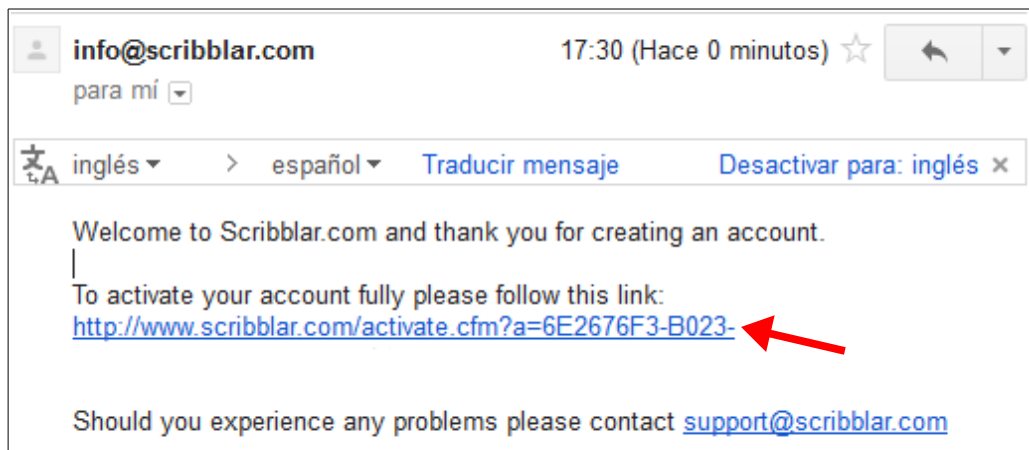 info@scribblar.com 17:30 (Hace 0 minutos)
para mí
inglés > español Traducir mensaje Desactivar para: inglés ×
Welcome to Scribblar.com and thank you for creating an account.
To activate your account fully please follow this link:
http://www.scribblar.com/activate.cfm?a=6E2676F3-B023-
Should you experience any problems please contact support@scribblar.com